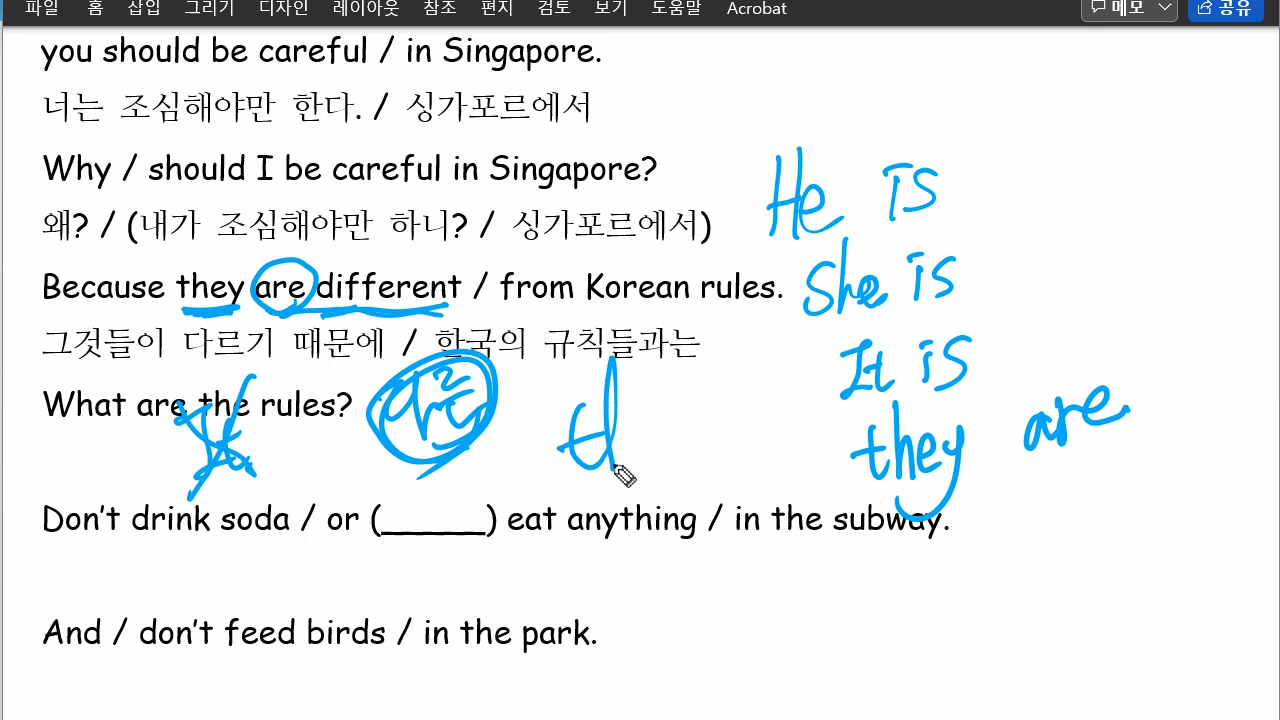 파일 홈 삽입 그리기 디자인 레이아웃 참조 편지 검토 보기 도움말 Acrobat 메모 공유
you should be careful / in Singapore.
너는 조심해야만 한다. / 싱가포르에서
Why / should I be careful in Singapore?
왜? / (내가 조심해야만 하니? / 싱가포르에서)
He is
Because they are different / from Korean rules.
She is
그것들이 다르기 때문에 / 한국의 규칙들과는
It is
What are the rules?
they are
Don't drink soda / or (______) eat anything / in the subway.
And / don't feed birds / in the park.